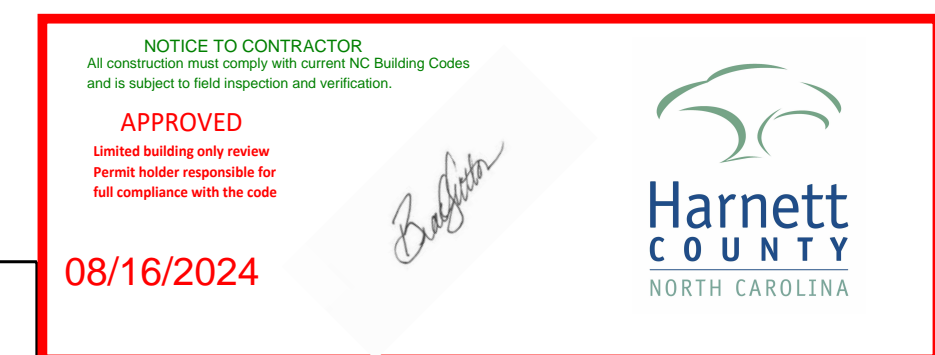 NOTICE TO CONTRACTOR
All construction must comply with current NC Building Codes
and is subject to field inspection and verification.
APPROVED
Limited building only review
Permit holder responsible for
full compliance with the code
Brad Sutton
08/16/2024
Harnett
COUNTY
NORTH CAROLINA